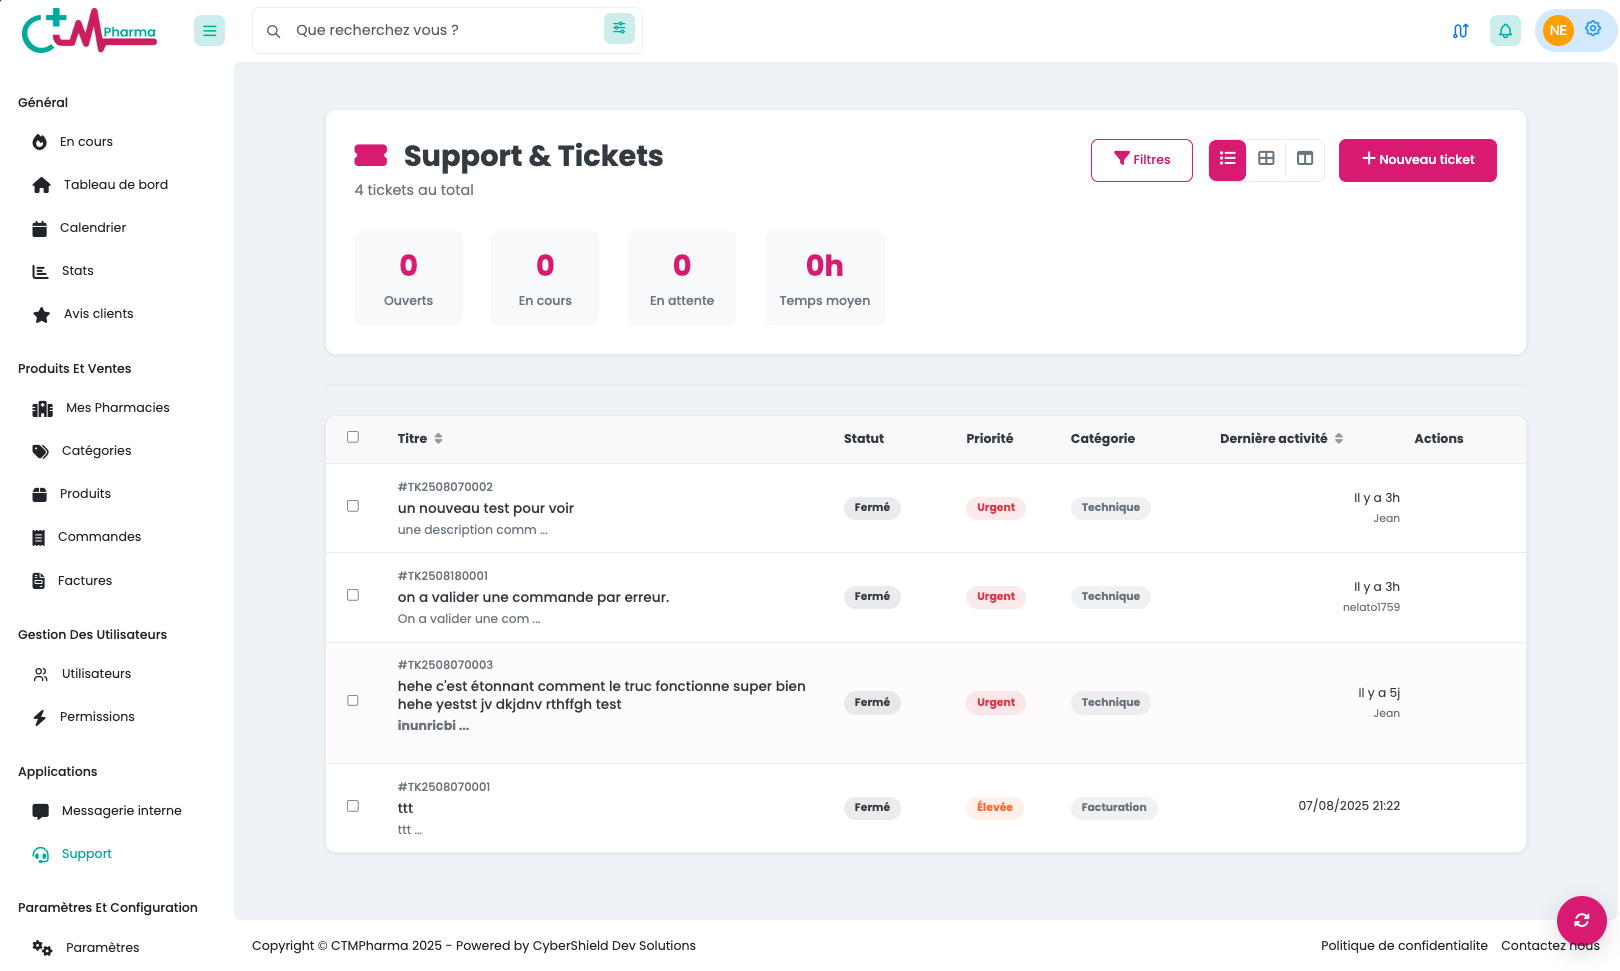 CTM Pharma
Que recherchez vous ?
NE
Général
En cours
Tableau de bord
Calendrier
Stats
Avis clients
Produits Et Ventes
Mes Pharmacies
Catégories
Produits
Commandes
Factures
Gestion Des Utilisateurs
Utilisateurs
Permissions
Applications
Messagerie interne
Support
Paramètres Et Configuration
Paramètres
Support & Tickets
4 tickets au total
Filtres
Nouveau ticket
0 0 0 0h
Ouverts En cours En attente Temps moyen
Titre Statut Priorité Catégorie Dernière activité Actions
#TK2508070002
un nouveau test pour voir
une description comm ...
Fermé Urgent Technique
Il y a 3h
Jean
#TK2508180001
on a valider une commande par erreur.
On a valider une com ...
Fermé Urgent Technique
Il y a 3h
nelato1759
#TK2508070003
hehe c'est étonnant comment le truc fonctionne super bien
hehe yestst jv dkjdnv rthffgh test
inunricbi ...
Fermé Urgent Technique
Il y a 5j
Jean
#TK2508070001
ttt
ttt ...
Fermé Élevée Facturation
07/08/2025 21:22
Copyright © CTMPharma 2025 - Powered by CyberShield Dev Solutions
Politique de confidentialite Contactez nous